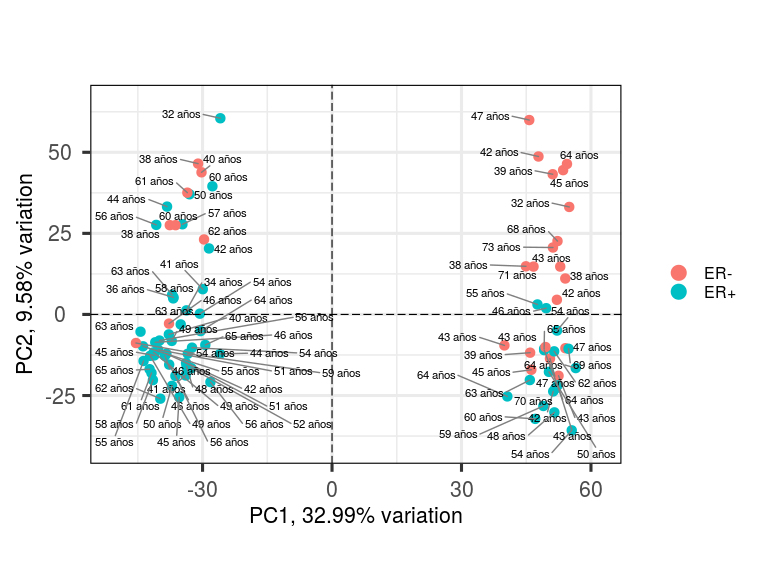 32 años
47 años
38 años
40 años
42 años
64 años
61 años
60 años
39 años
45 años
44 años
50 años
32 años
56 años
60 años
57 años
38 años
62 años
68 años
42 años
73 años
63 años
41 años
38 años
43 años
36 años
58 años
34 años
54 años
71 años
38 años
55 años
42 años
46 años
64 años
63 años
40 años
56 años
46 años
54 años
63 años
49 años
65 años
46 años
43 años
43 años
65 años
45 años
54 años
44 años
54 años
39 años
47 años
65 años
46 años
55 años
51 años
59 años
64 años
45 años
64 años
69 años
62 años
41 años
48 años
42 años
63 años
47 años
62 años
61 años
46 años
49 años
51 años
70 años
64 años
58 años
50 años
49 años
56 años
52 años
60 años
42 años
43 años
55 años
45 años
56 años
59 años
48 años
43 años
54 años
50 años
50
25
0
-25
-30
0
30
60
PC1, 32.99% variation
PC2, 9.58% variation
ER-
ER+